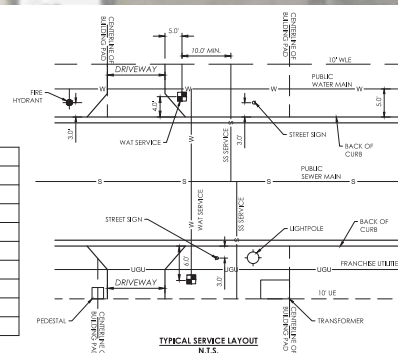 CENTERLINE OF
BUILDING PAD
5.0'
10.0' MIN.
CENTERLINE OF
BUILDING PAD
10' WLE
DRIVEWAY
PUBLIC
WATER MAIN
FIRE
HYDRANT
W
W
W
W
W
4.0'
5.0'
3.0'
3.0'
WAT SERVICE
W
SS SERVICE
S
STREET SIGN
BACK OF
CURB
PUBLIC
SEWER MAIN
S
S
S
S
WAT SERVICE
SS SERVICE
STREET SIGN
LIGHTPOLE
BACK OF
CURB
W
S
FRANCHISE UTILITIES
UGU
UGU
UGU
UGU
6.0'
3.0'
DRIVEWAY
10' UE
PEDESTAL
CENTERLINE OF
BUILDING PAD
CENTERLINE OF
BUILDING PAD
TRANSFORMER
TYPICAL SERVICE LAYOUT
N.T.S.